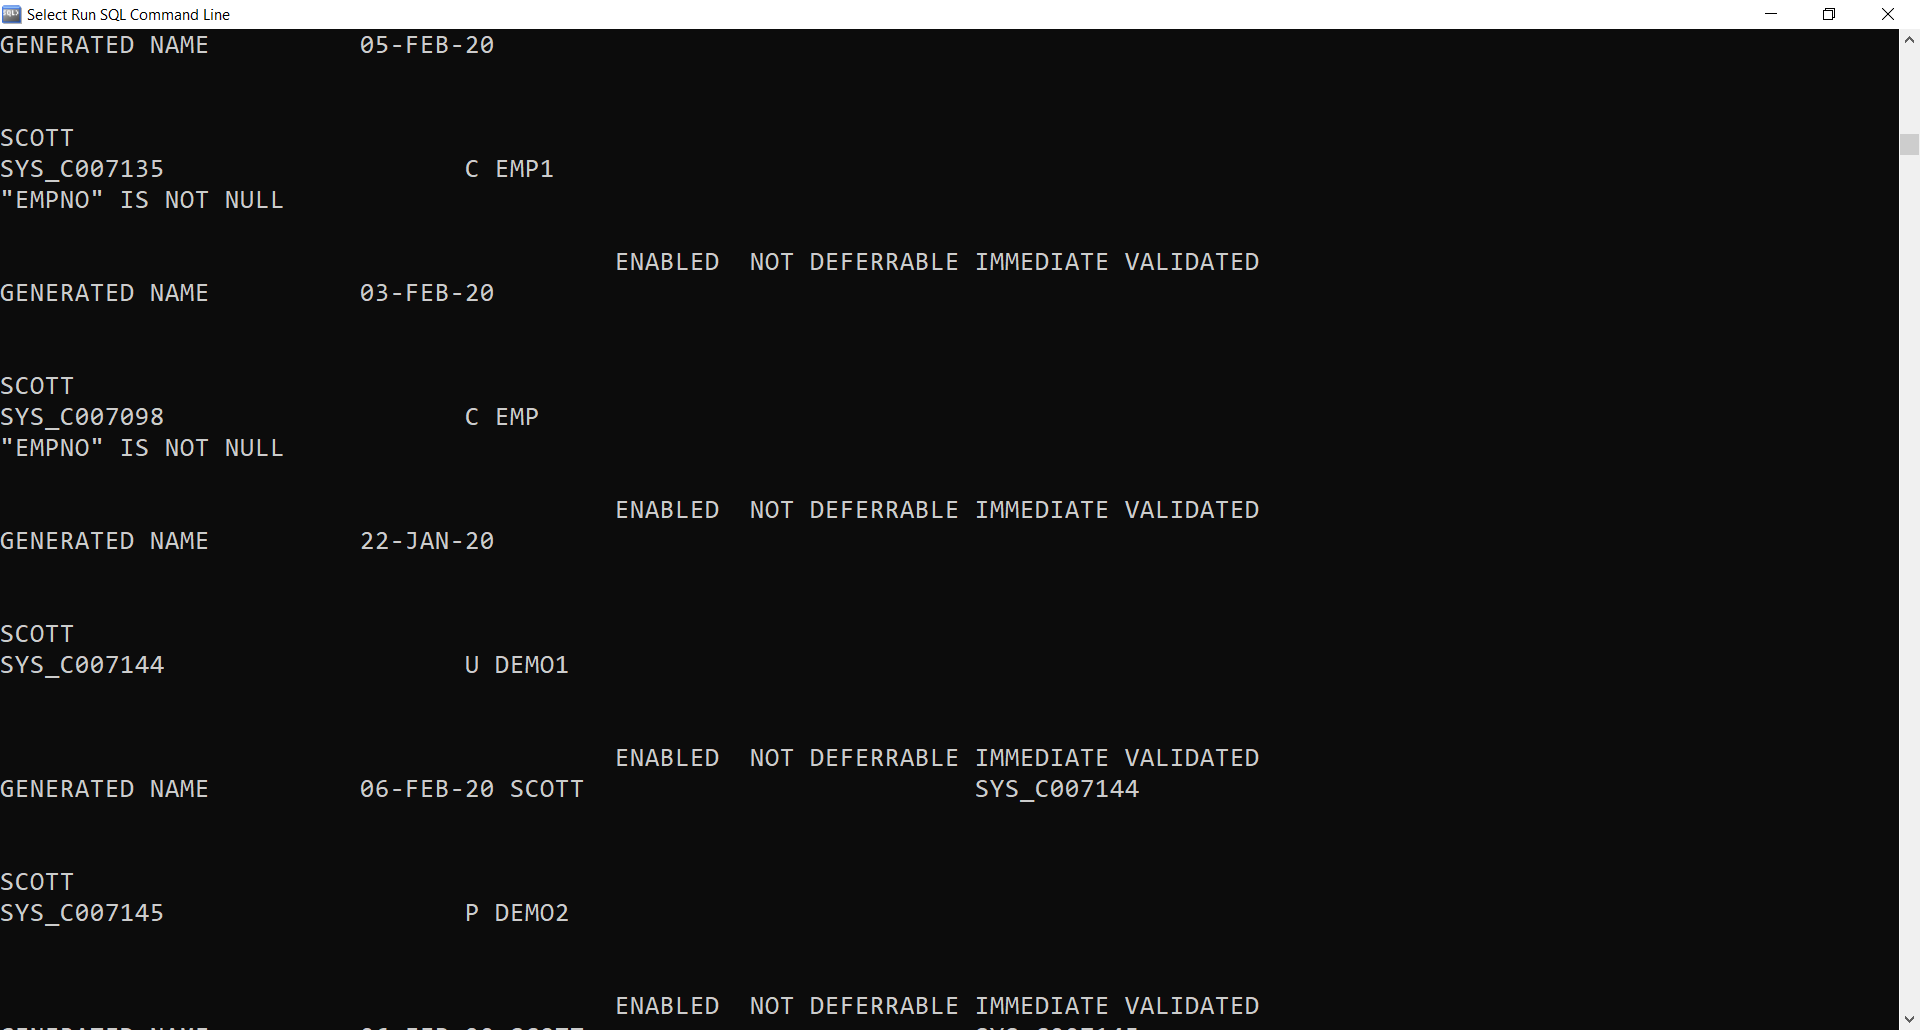 Select Run SQL Command Line
GENERATED NAME 05-FEB-20
SCOTT
SYS_C007135 C EMP1
"EMPNO" IS NOT NULL
ENABLED NOT DEFERRABLE IMMEDIATE VALIDATED
GENERATED NAME 03-FEB-20
SCOTT
SYS_C007098 C EMP
"EMPNO" IS NOT NULL
ENABLED NOT DEFERRABLE IMMEDIATE VALIDATED
GENERATED NAME 22-JAN-20
SCOTT
SYS_C007144 U DEMO1
ENABLED NOT DEFERRABLE IMMEDIATE VALIDATED
GENERATED NAME 06-FEB-20 SCOTT SYS_C007144
SCOTT
SYS_C007145 P DEMO2
ENABLED NOT DEFERRABLE IMMEDIATE VALIDATED